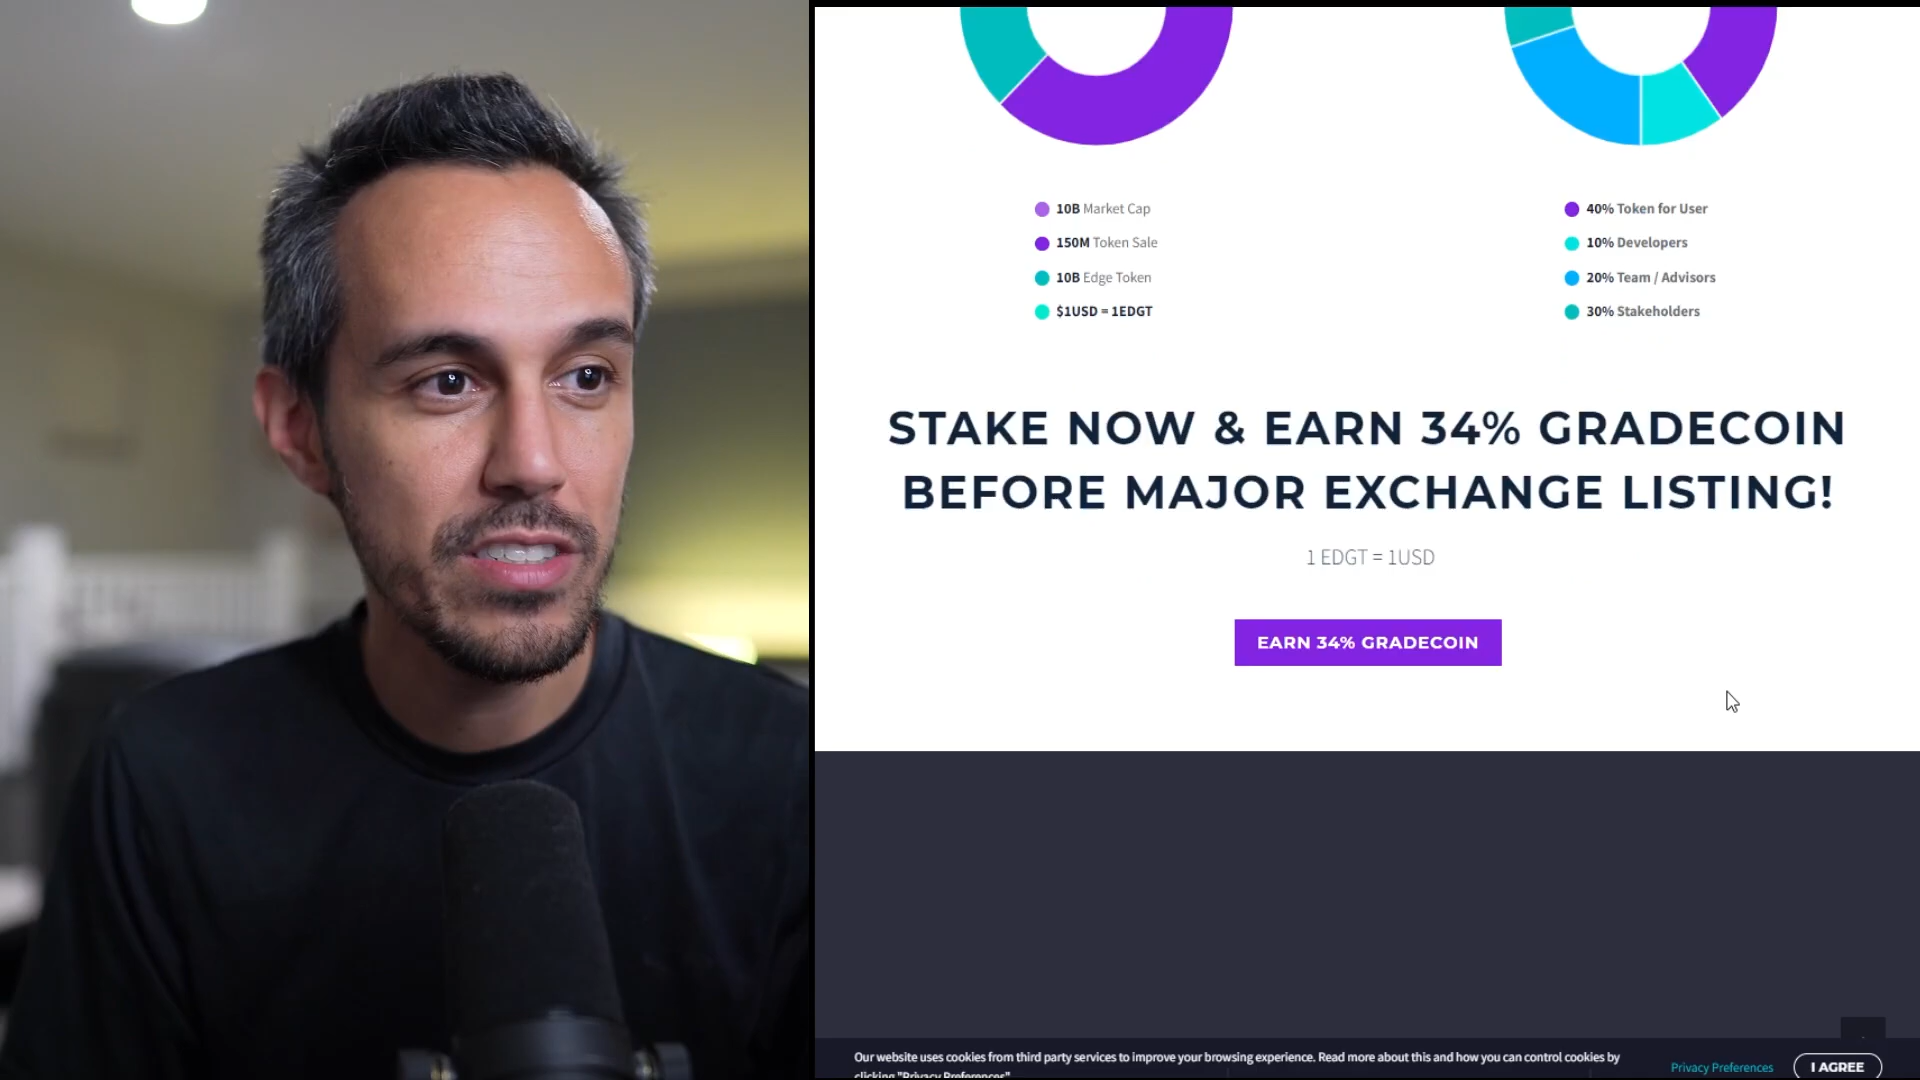 10B Market Cap
150M Token Sale
10B Edge Token
$1USD = 1EDGT
40% Token for User
10% Developers
20% Team / Advisors
30% Stakeholders
STAKE NOW & EARN 34% GRADECOIN
BEFORE MAJOR EXCHANGE LISTING!
1 EDGT = 1USD
EARN 34% GRADECOIN
Our website uses cookies from third party services to improve your browsing experience. Read more about this and how you can control cookies by
clicking "Privacy Preferences"
Privacy Preferences
I AGREE